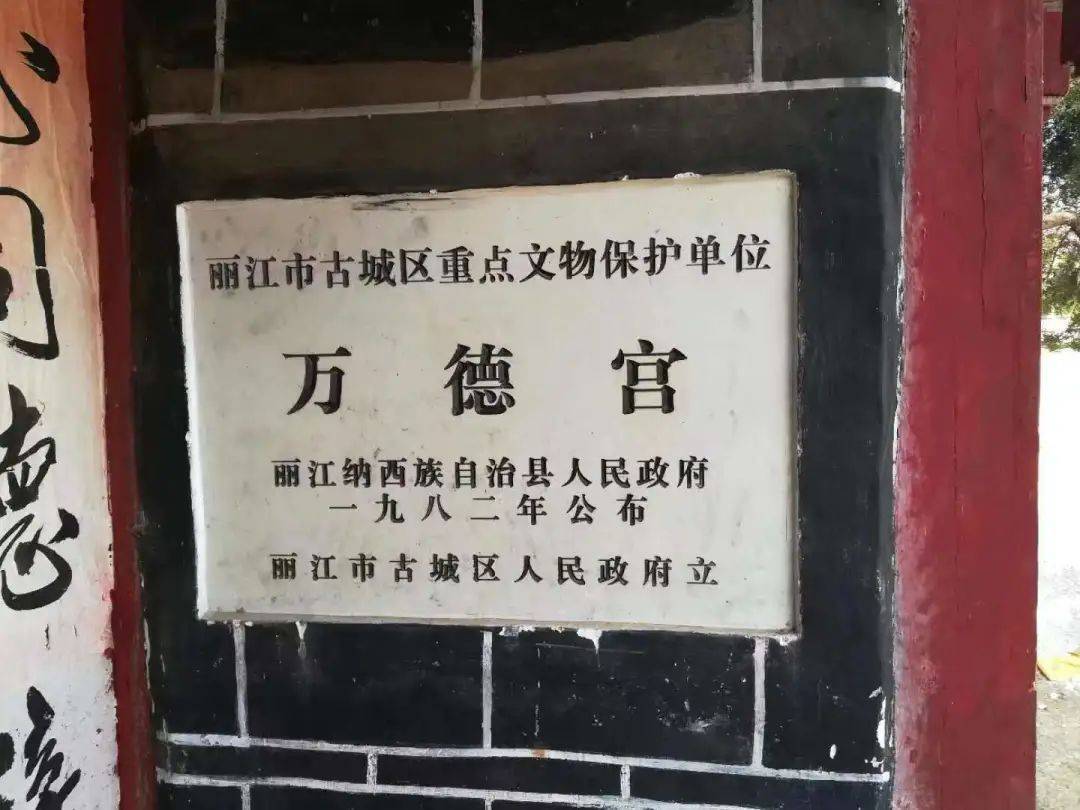 丽江市古城区重点文物保护单位
万德宫
丽江纳西族自治县人民政府
一九八二年公布
丽江市古城区人民政府立